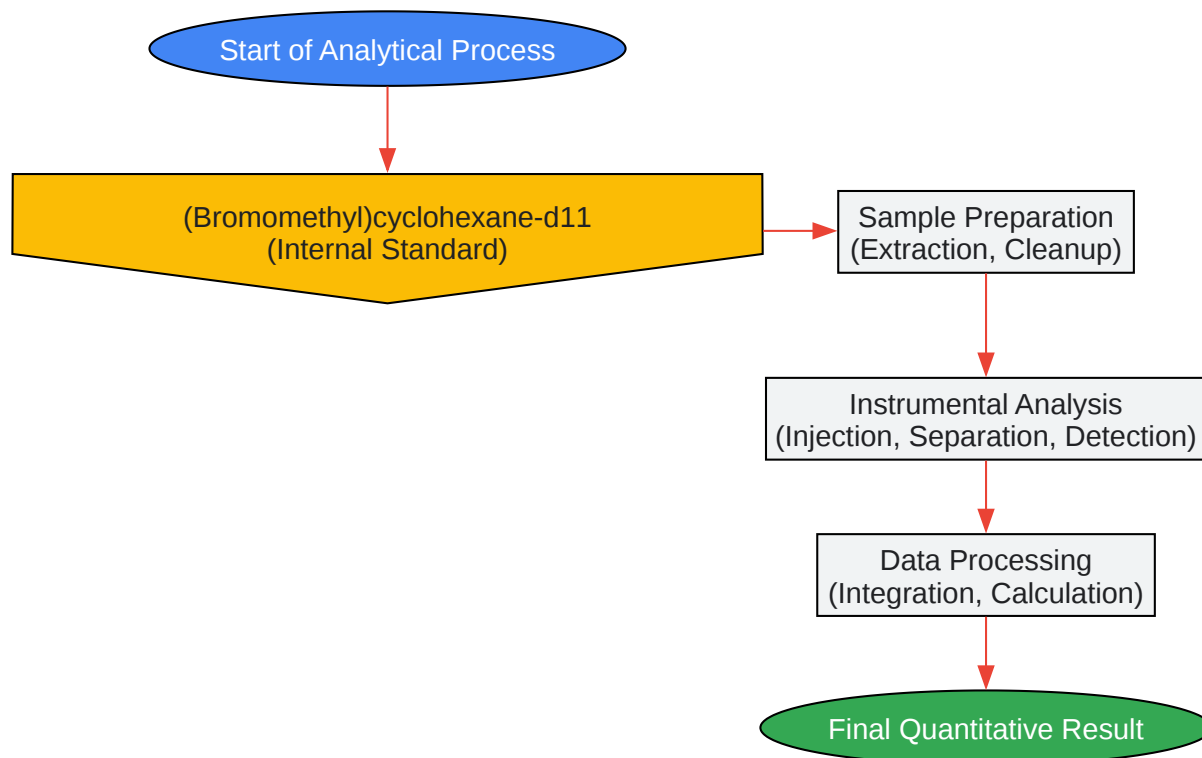 Start of Analytical Process
(Bromomethyl)cyclohexane-d11
(Internal Standard)
Sample Preparation
(Extraction, Cleanup)
Instrumental Analysis
(Injection, Separation, Detection)
Data Processing
(Integration, Calculation)
Final Quantitative Result